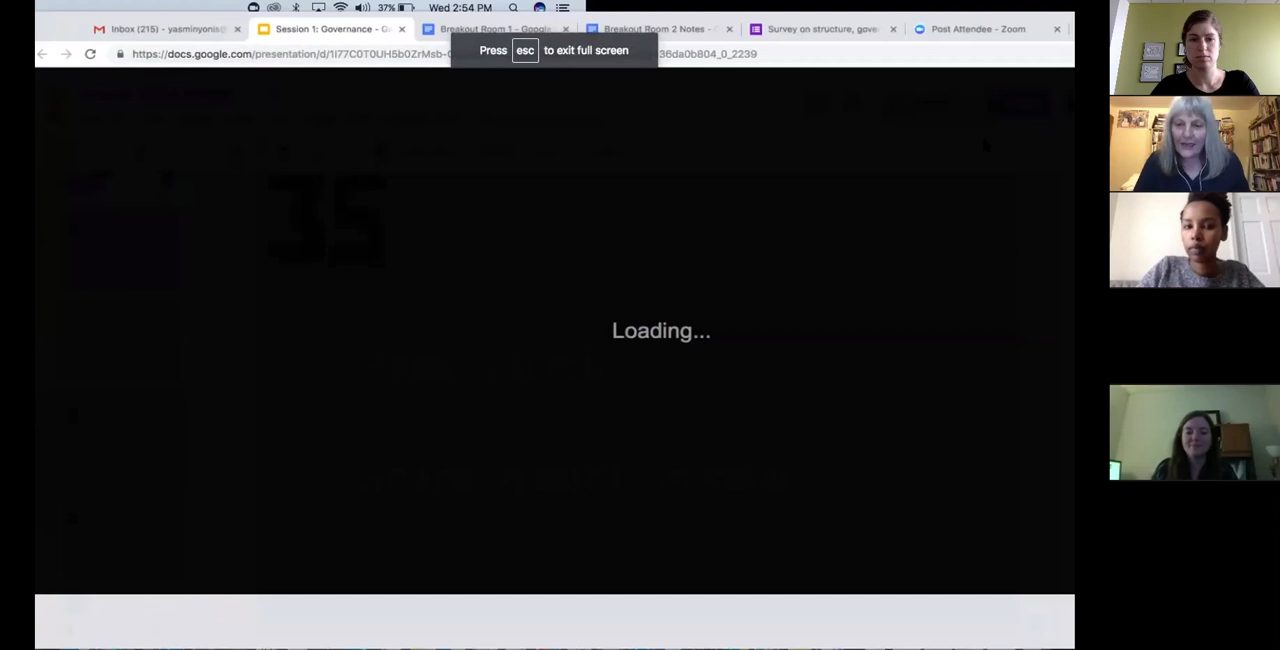 37% Wed 2:54 PM
Inbox (215) - yasminyonis@
Session 1: Governance - G
Breakout Room 1 - Google
Breakout Room 2 Notes -
Survey on structure, gove
Post Attendee - Zoom
https://docs.google.com/presentation/d/1I77C0T0UH5b0ZrMsb-
36da0b804_0_2239
Press esc to exit full screen
35
Loading...